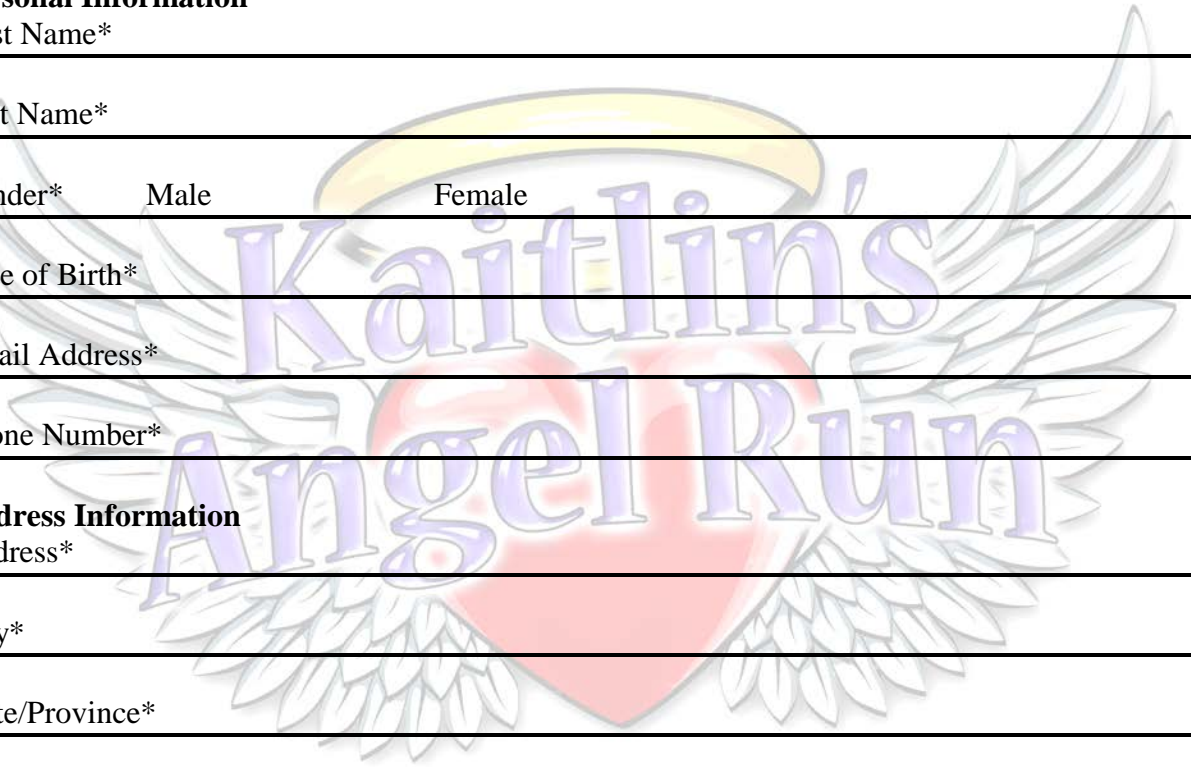 sonal Information
st Name*
t Name*
nder* Male Female
e of Birth*
ail Address*
one Number*
dress Information
dress*
y*
te/Province*
Kaitlin's
Angel Run